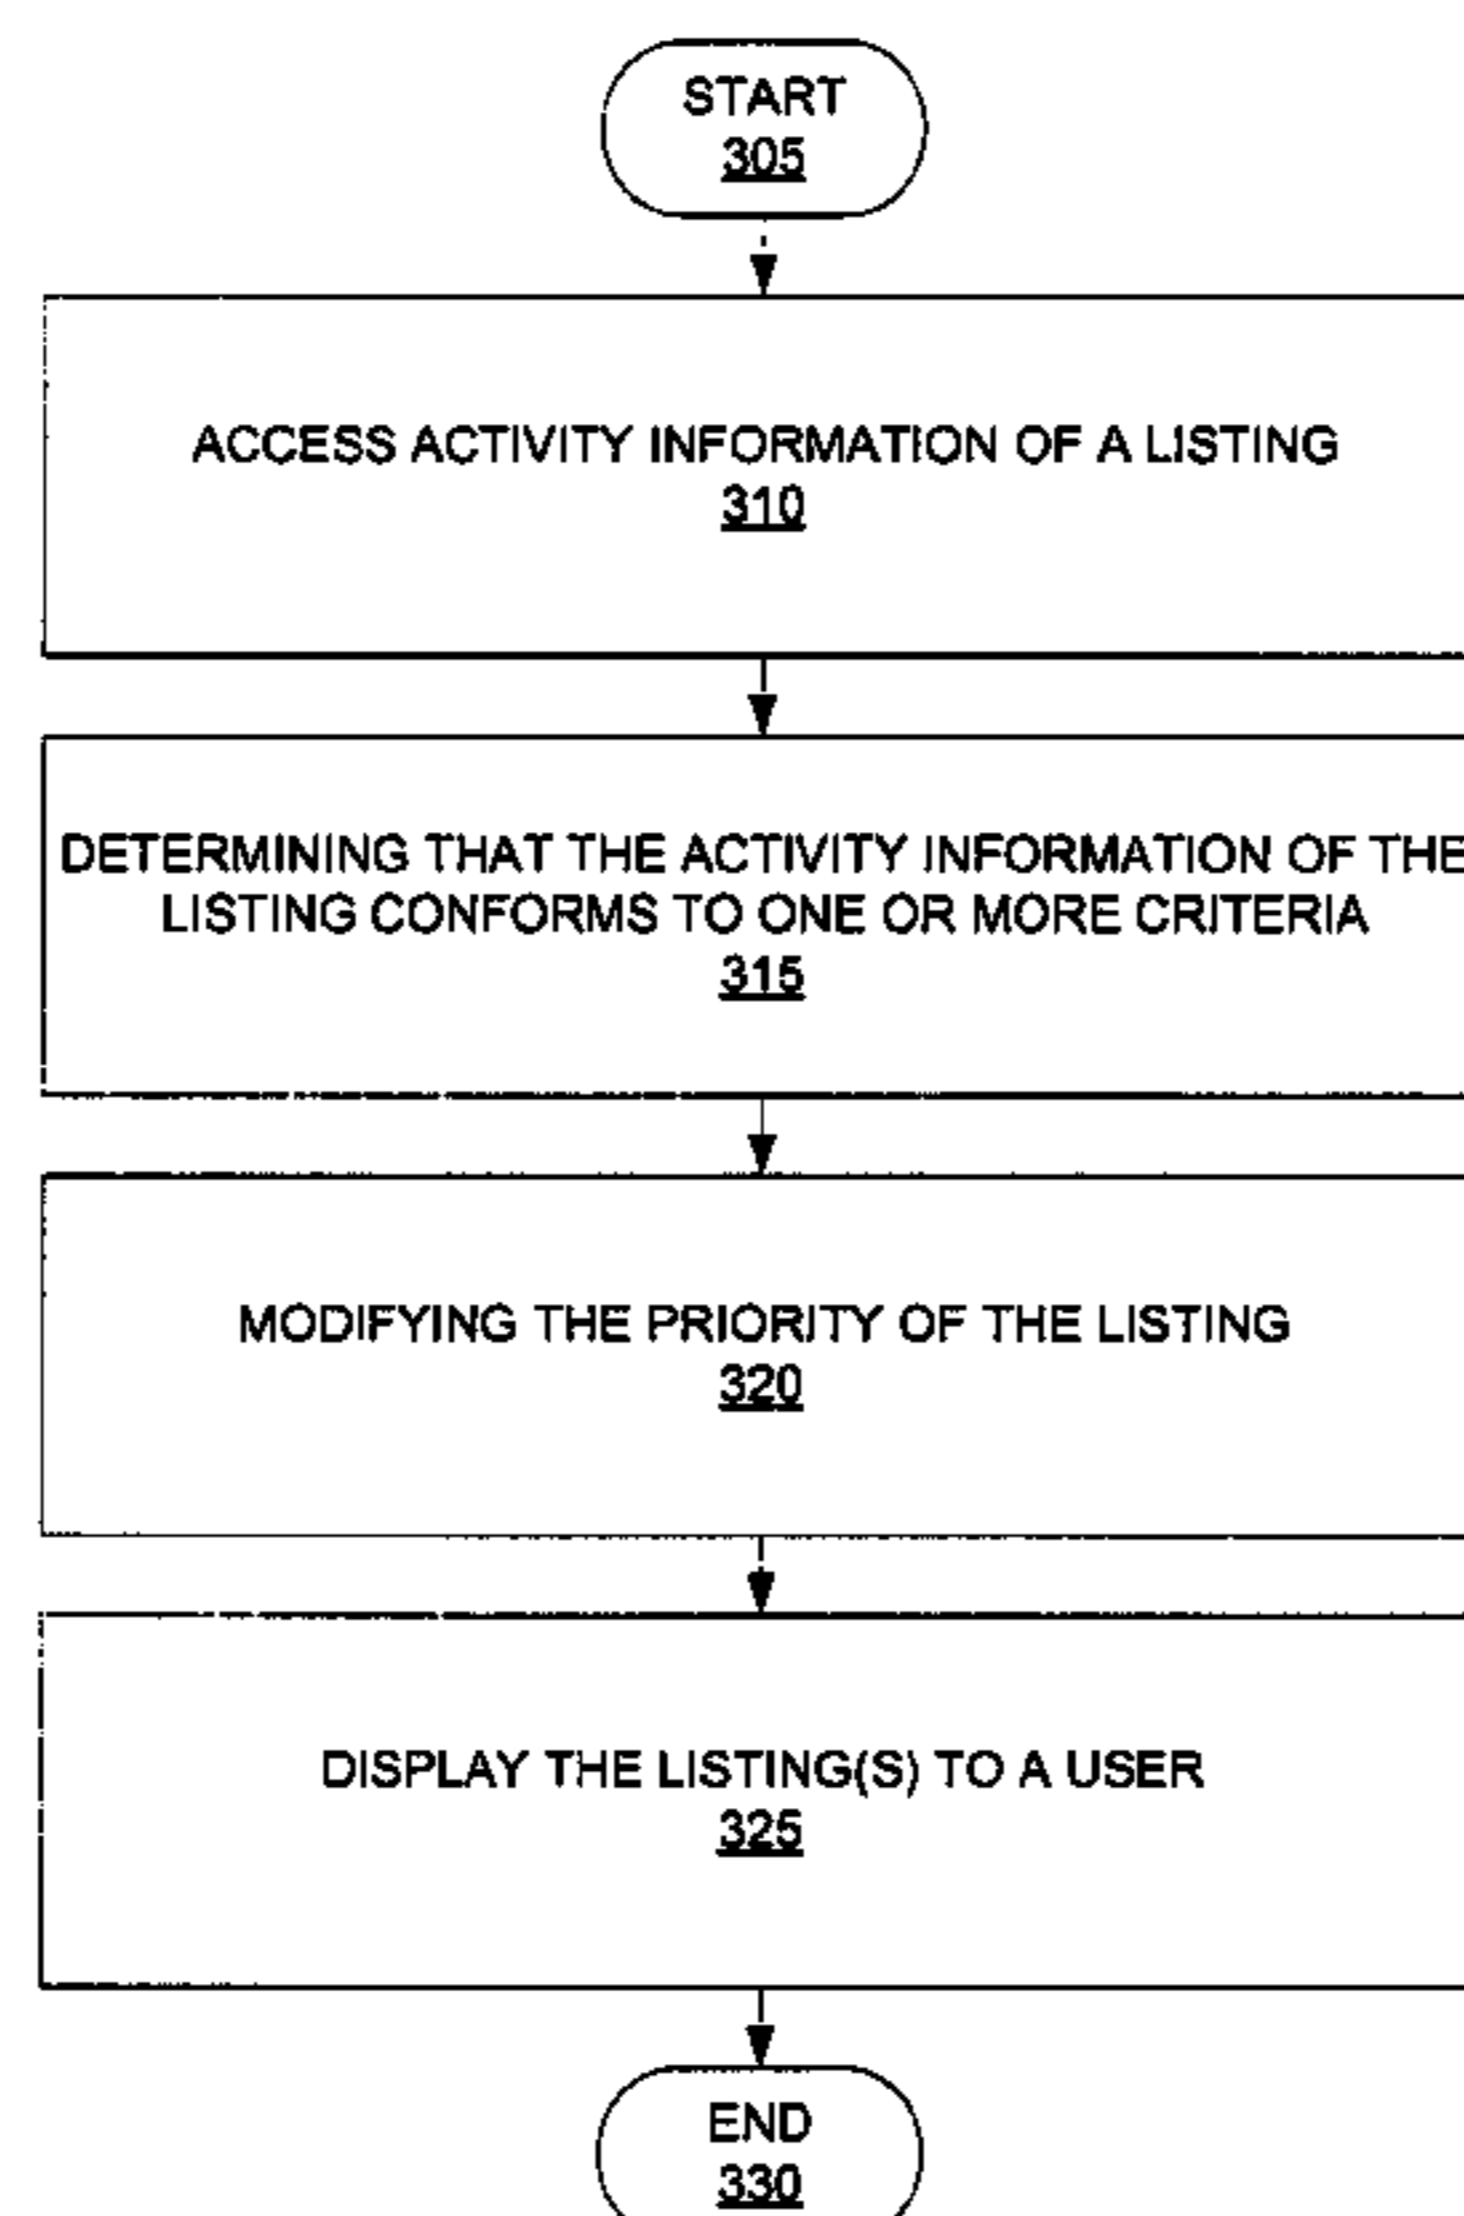 START
305
ACCESS ACTIVITY INFORMATION OF A LISTING
310
DETERMINING THAT THE ACTIVITY INFORMATION OF THE
LISTING CONFORMS TO ONE OR MORE CRITERIA
315
MODIFYING THE PRIORITY OF THE LISTING
320
DISPLAY THE LISTING(S) TO A USER
325
END
330